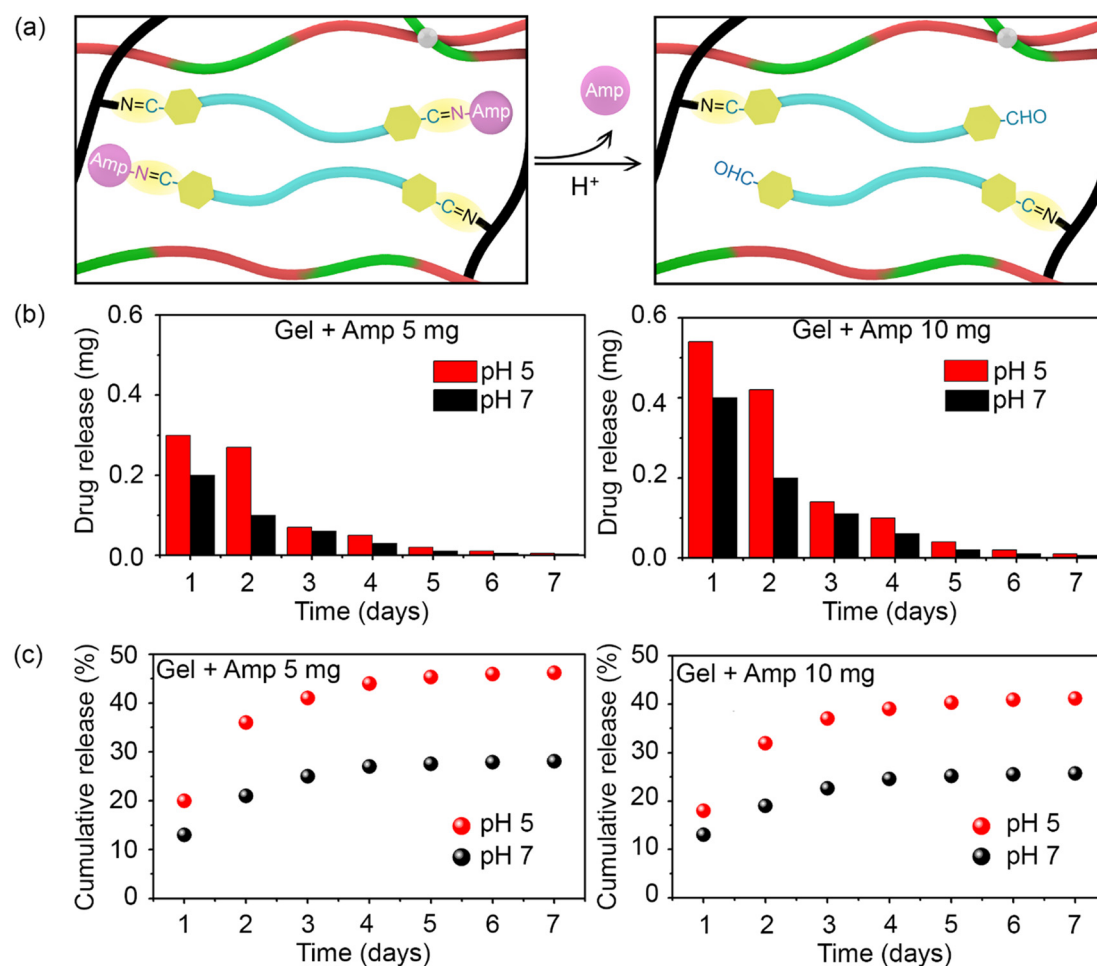 (a)
N=C
C=N-Amp
Amp
N=C
CHO
Amp-N=C
C=N
H+
OHC
C=N
(b)
Gel + Amp 5 mg
Gel + Amp 10 mg
pH 5
pH 7
pH 5
pH 7
Drug release (mg)
0.6
0.4
0.2
0.0
1 2 3 4 5 6 7
Time (days)
Drug release (mg)
0.6
0.4
0.2
0.0
1 2 3 4 5 6 7
Time (days)
(c)
Gel + Amp 5 mg
pH 5
pH 7
Cumulative release (%)
50
40
30
20
10
0
1 2 3 4 5 6 7
Time (days)
Gel + Amp 10 mg
pH 5
pH 7
Cumulative release (%)
50
40
30
20
10
0
1 2 3 4 5 6 7
Time (days)